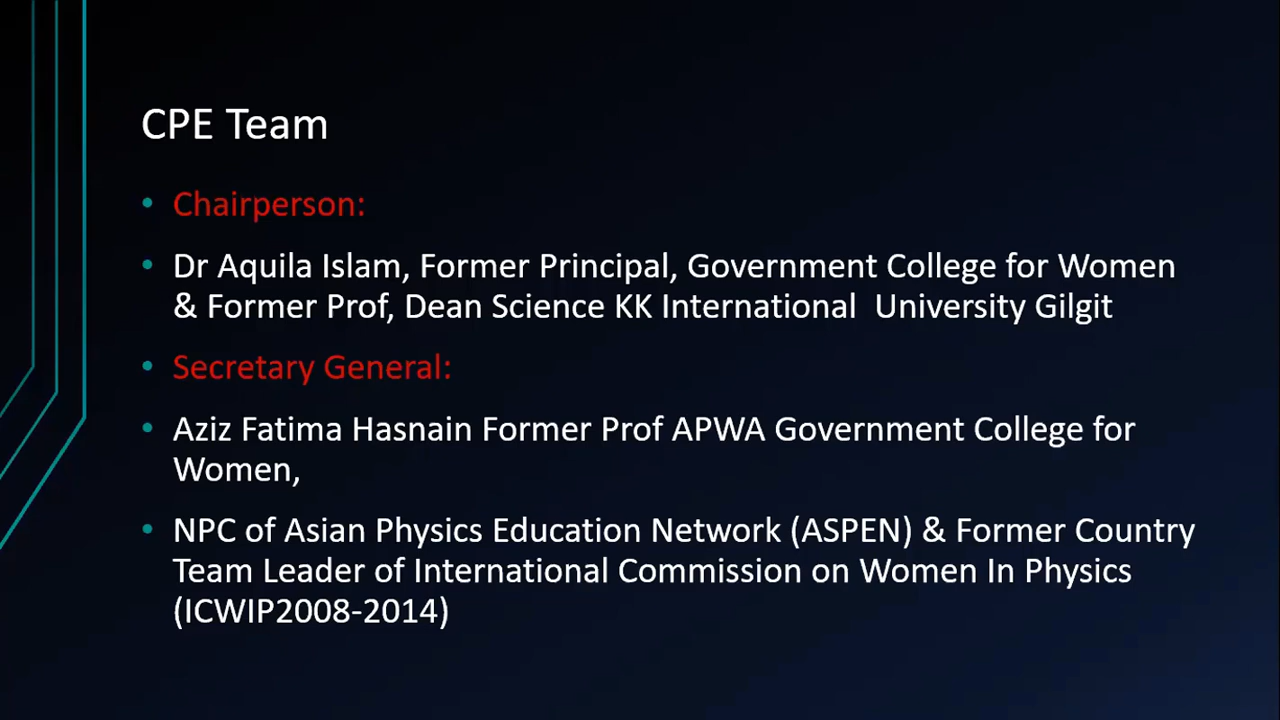 CPE Team
• Chairperson:
• Dr Aquila Islam, Former Principal, Government College for Women
& Former Prof, Dean Science KK International  University Gilgit
• Secretary General:
• Aziz Fatima Hasnain Former Prof APWA Government College for
Women,
• NPC of Asian Physics Education Network (ASPEN) & Former Country
Team Leader of International Commission on Women In Physics
(ICWIP2008-2014)